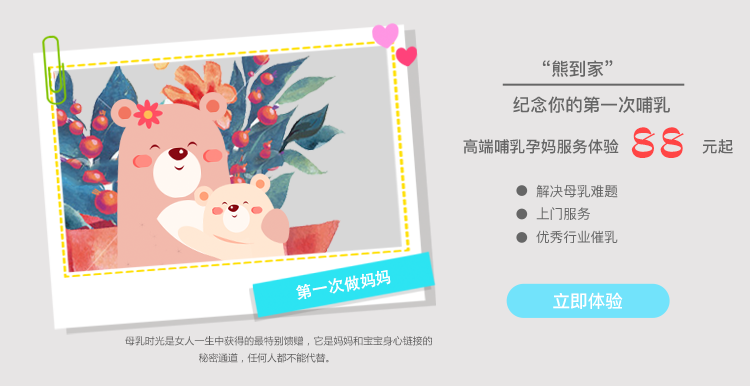 “熊到家”
纪念你的第一次哺乳
高端哺乳孕妈服务体验 88 元起
解决母乳难题
上门服务
优秀行业催乳
立即体验
第一次做妈妈
母乳时光是女人一生中获得的最特别馈赠，它是妈妈和宝宝身心链接的
秘密通道，任何人都不能代替。